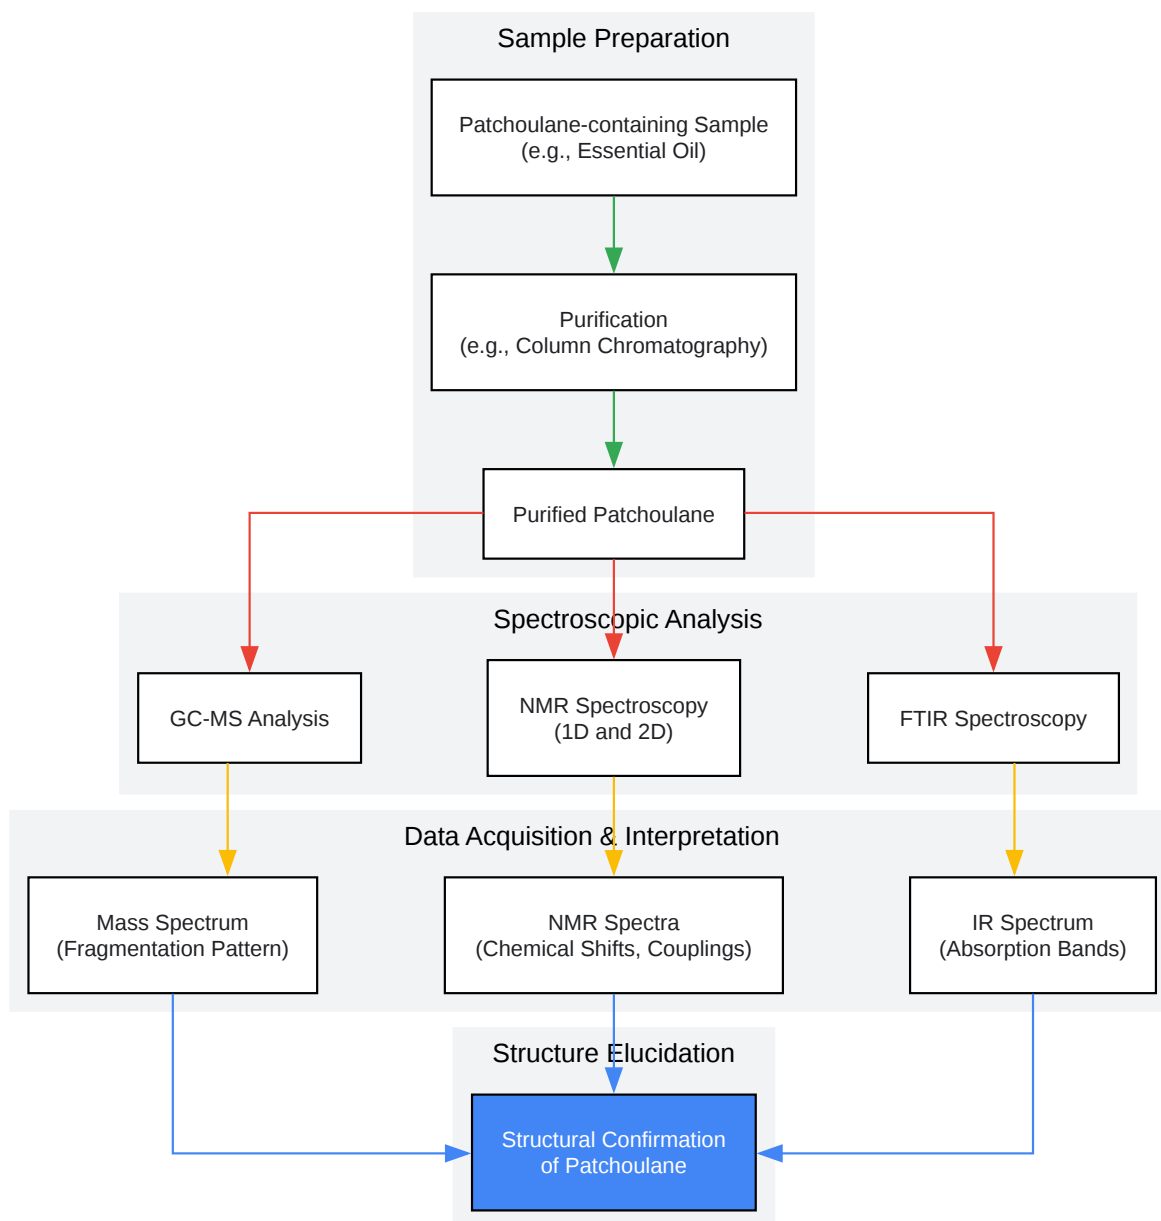 Sample Preparation
Patchoulane-containing Sample
(e.g., Essential Oil)
Purification
(e.g., Column Chromatography)
Purified Patchoulane
Spectroscopic Analysis
GC-MS Analysis
NMR Spectroscopy
(1D and 2D)
FTIR Spectroscopy
Data Acquisition & Interpretation
Mass Spectrum
(Fragmentation Pattern)
NMR Spectra
(Chemical Shifts, Couplings)
IR Spectrum
(Absorption Bands)
Structure Elucidation
Structural Confirmation
of Patchoulane